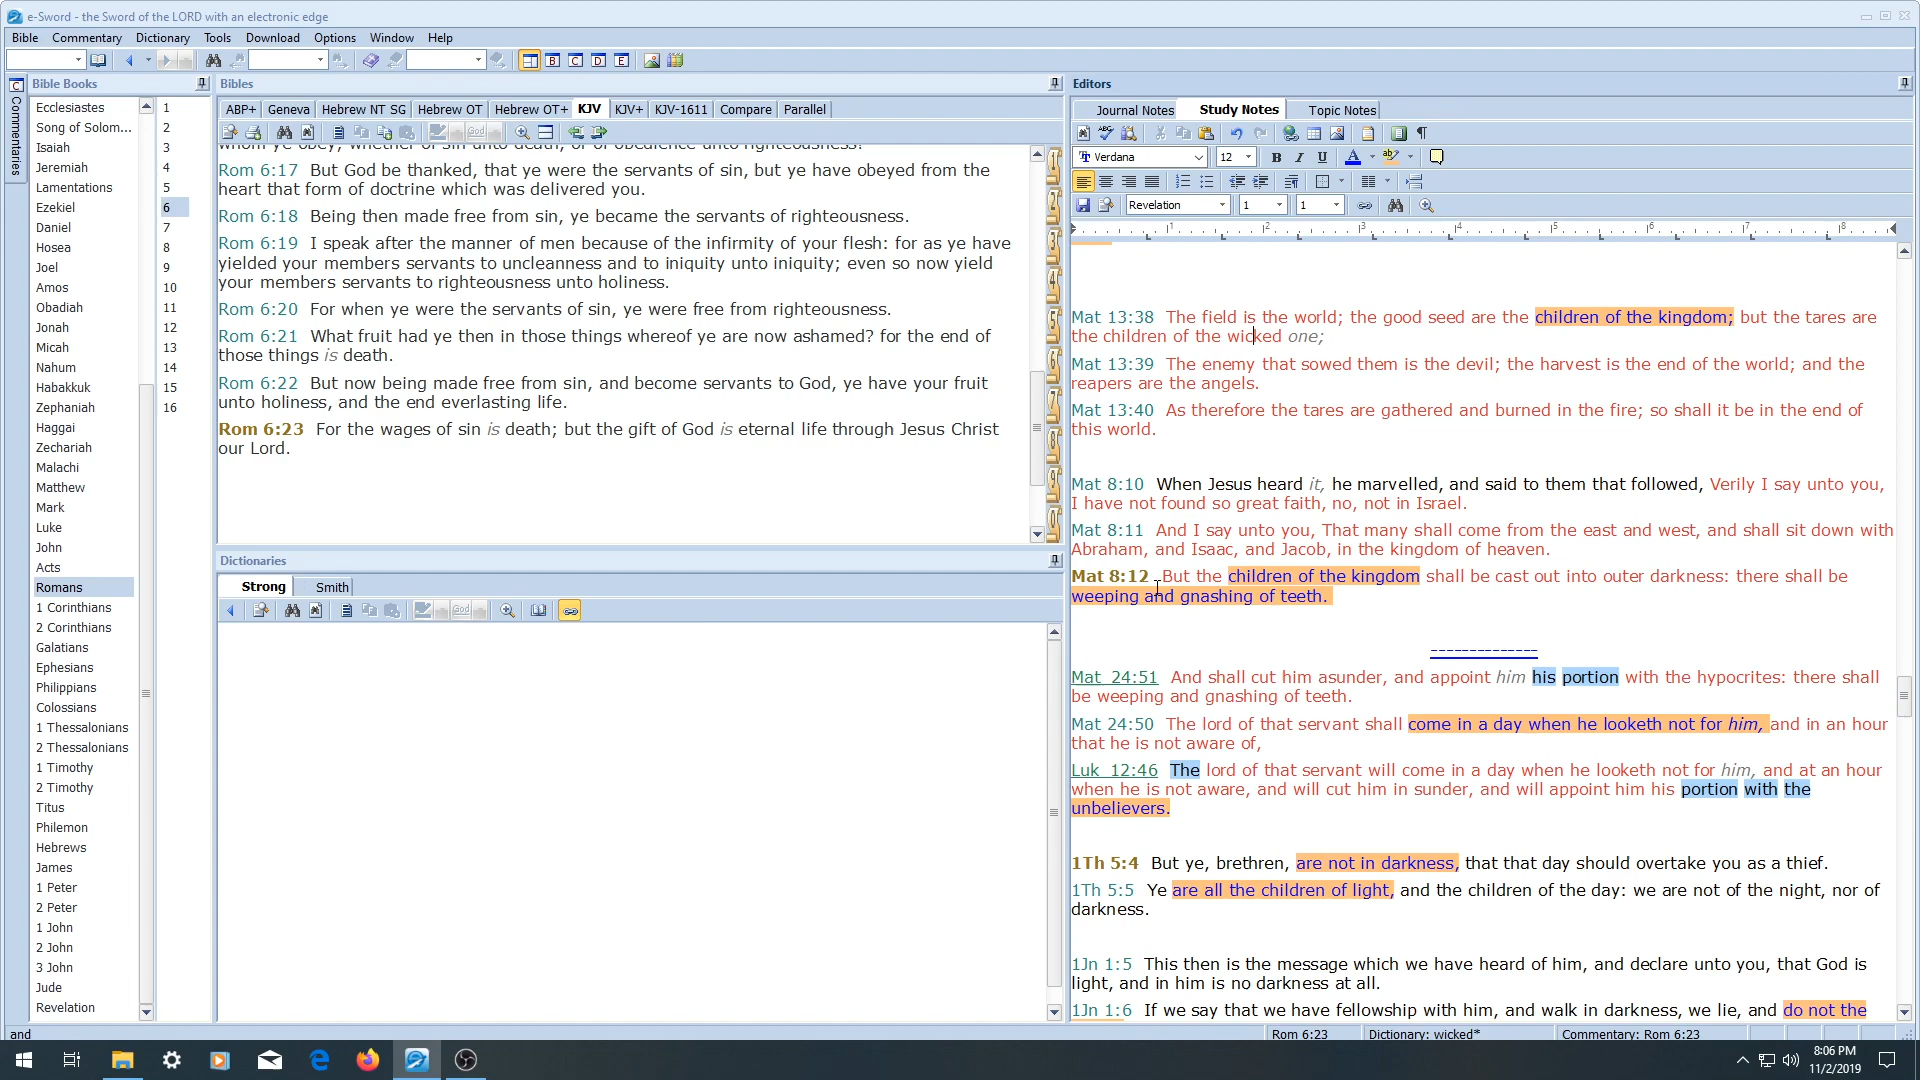 e-Sword - the Sword of the LORD with an electronic edge
Bible Commentary Dictionary Tools Download Options Window Help
B C D E
Commentaries
Bible Books
Ecclesiastes
Song of Solom...
Isaiah
Jeremiah
Lamentations
Ezekiel
Daniel
Hosea
Joel
Amos
Obadiah
Jonah
Micah
Nahum
Habakkuk
Zephaniah
Haggai
Zechariah
Malachi
Matthew
Mark
Luke
John
Acts
Romans
1 Corinthians
2 Corinthians
Galatians
Ephesians
Philippians
Colossians
1 Thessalonians
2 Thessalonians
1 Timothy
2 Timothy
Titus
Philemon
Hebrews
James
1 Peter
2 Peter
1 John
2 John
3 John
Jude
Revelation
1
2
3
4
5
6
7
8
9
10
11
12
13
14
15
16
Bibles
ABP+ Geneva Hebrew NT SG Hebrew OT Hebrew OT+ KJV KJV+ KJV-1611 Compare Parallel
God
whom ye obey; whether of sin unto death, or of obedience unto righteousness?
Rom 6:17 But God be thanked, that ye were the servants of sin, but ye have obeyed from the
heart that form of doctrine which was delivered you.
Rom 6:18 Being then made free from sin, ye became the servants of righteousness.
Rom 6:19 I speak after the manner of men because of the infirmity of your flesh: for as ye have
yielded your members servants to uncleanness and to iniquity unto iniquity; even so now yield
your members servants to righteousness unto holiness.
Rom 6:20 For when ye were the servants of sin, ye were free from righteousness.
Rom 6:21 What fruit had ye then in those things whereof ye are now ashamed? for the end of
those things is death.
Rom 6:22 But now being made free from sin, and become servants to God, ye have your fruit
unto holiness, and the end everlasting life.
Rom 6:23 For the wages of sin is death; but the gift of God is eternal life through Jesus Christ
our Lord.
1
2
3
4
5
6
7
8
9
0
Dictionaries
Strong Smith
God
Editors
Journal Notes Study Notes Topic Notes
Verdana 12 B I U A
Revelation 1 1
1 2 3 4 5 6 7 8
Mat 13:38 The field is the world; the good seed are the children of the kingdom; but the tares are
the children of the wicked one;
Mat 13:39 The enemy that sowed them is the devil; the harvest is the end of the world; and the
reapers are the angels.
Mat 13:40 As therefore the tares are gathered and burned in the fire; so shall it be in the end of
this world.
Mat 8:10 When Jesus heard it, he marvelled, and said to them that followed, Verily I say unto you,
I have not found so great faith, no, not in Israel.
Mat 8:11 And I say unto you, That many shall come from the east and west, and shall sit down with
Abraham, and Isaac, and Jacob, in the kingdom of heaven.
Mat 8:12 But the children of the kingdom shall be cast out into outer darkness: there shall be
weeping and gnashing of teeth.
--------------
Mat 24:51 And shall cut him asunder, and appoint him his portion with the hypocrites: there shall
be weeping and gnashing of teeth.
Mat 24:50 The lord of that servant shall come in a day when he looketh not for him, and in an hour
that he is not aware of,
Luk 12:46 The lord of that servant will come in a day when he looketh not for him, and at an hour
when he is not aware, and will cut him in sunder, and will appoint him his portion with the
unbelievers.
1Th 5:4 But ye, brethren, are not in darkness, that that day should overtake you as a thief.
1Th 5:5 Ye are all the children of light, and the children of the day: we are not of the night, nor of
darkness.
1Jn 1:5 This then is the message which we have heard of him, and declare unto you, that God is
light, and in him is no darkness at all.
1Jn 1:6 If we say that we have fellowship with him, and walk in darkness, we lie, and do not the
and Rom 6:23 Dictionary: wicked* Commentary: Rom 6:23
8:06 PM
11/2/2019